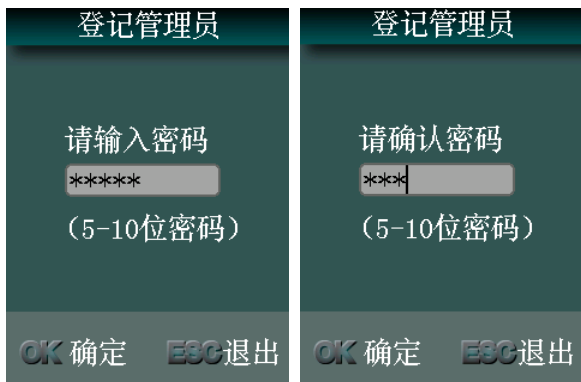 登记管理员
请输入密码
*****
(5-10位密码)
OK 确定 ESC退出
登记管理员
请确认密码
***
(5-10位密码)
OK 确定 ESC退出